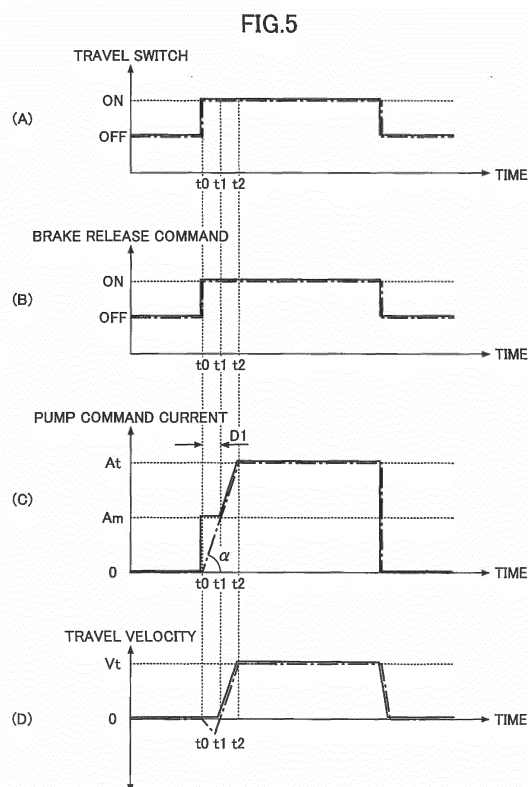 FIG.5
TRAVEL SWITCH
(A)
ON
OFF
TIME
t0 t1 t2
BRAKE RELEASE COMMAND
(B)
ON
OFF
TIME
t0 t1 t2
PUMP COMMAND CURRENT
D1
(C)
At
Am
α
0
TIME
t0 t1 t2
TRAVEL VELOCITY
Vt
(D)
0
TIME
t0 t1 t2